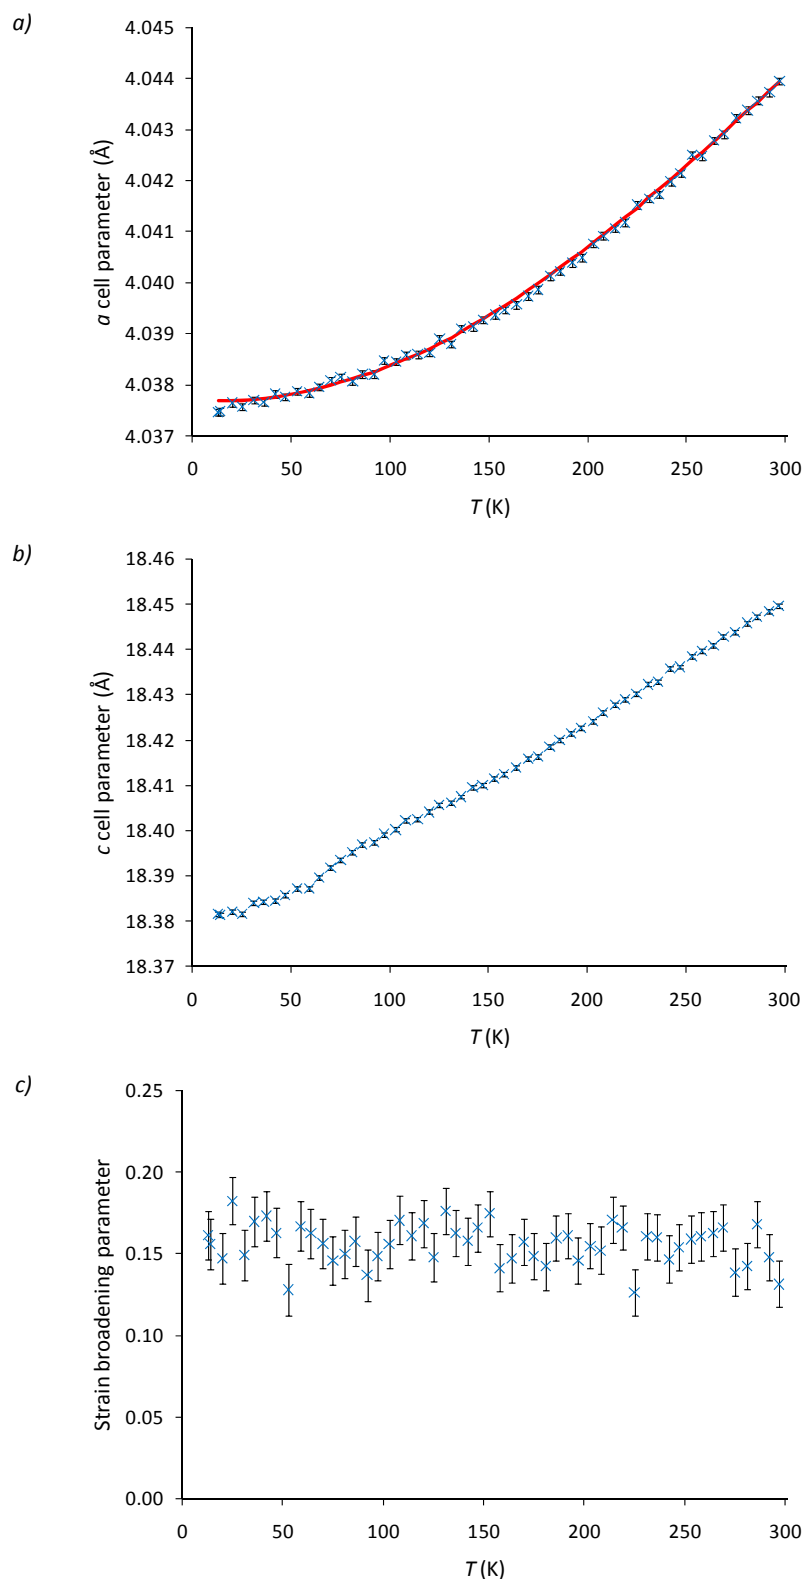 a)
4.045
4.044
4.043
4.042
4.041
4.040
4.039
4.038
4.037
a cell parameter (Å)
0 50 100 150 200 250 300
T (K)
b)
18.46
18.45
18.44
18.43
18.42
18.41
18.40
18.39
18.38
18.37
c cell parameter (Å)
0 50 100 150 200 250 300
T (K)
c)
0.25
0.20
0.15
0.10
0.05
0.00
Strain broadening parameter
0 50 100 150 200 250 300
T (K)